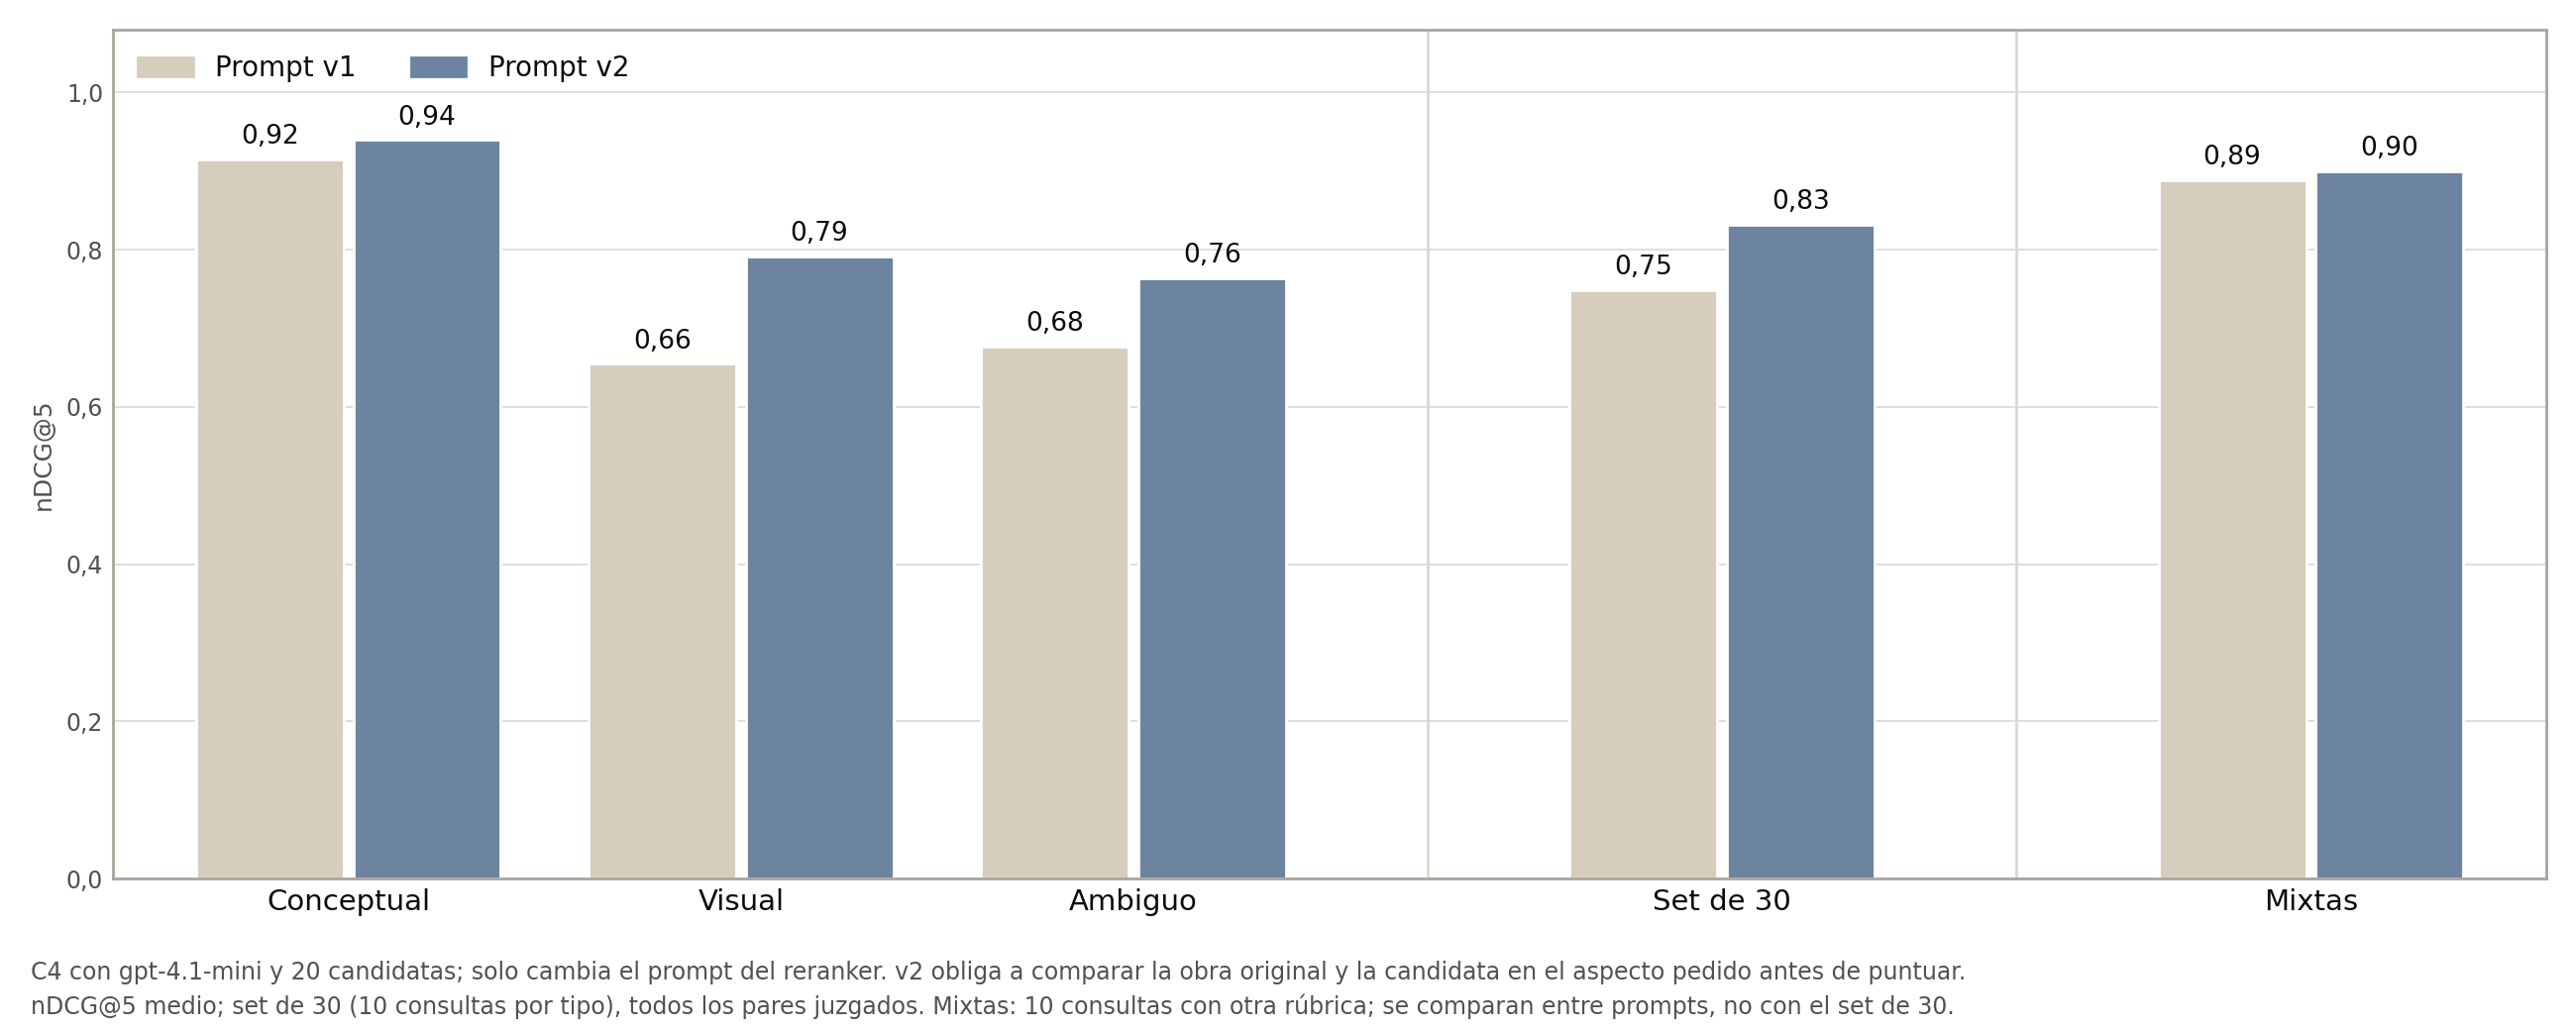 Prompt v1 Prompt v2
nDCG@5
1,0
0,8
0,6
0,4
0,2
0,0
0,92 0,94
0,66 0,79
0,68 0,76
0,75 0,83
0,89 0,90
Conceptual Visual Ambiguo Set de 30 Mixtas
C4 con gpt-4.1-mini y 20 candidatas; solo cambia el prompt del reranker. v2 obliga a comparar la obra original y la candidata en el aspecto pedido antes de puntuar.
nDCG@5 medio; set de 30 (10 consultas por tipo), todos los pares juzgados. Mixtas: 10 consultas con otra rúbrica; se comparan entre prompts, no con el set de 30.